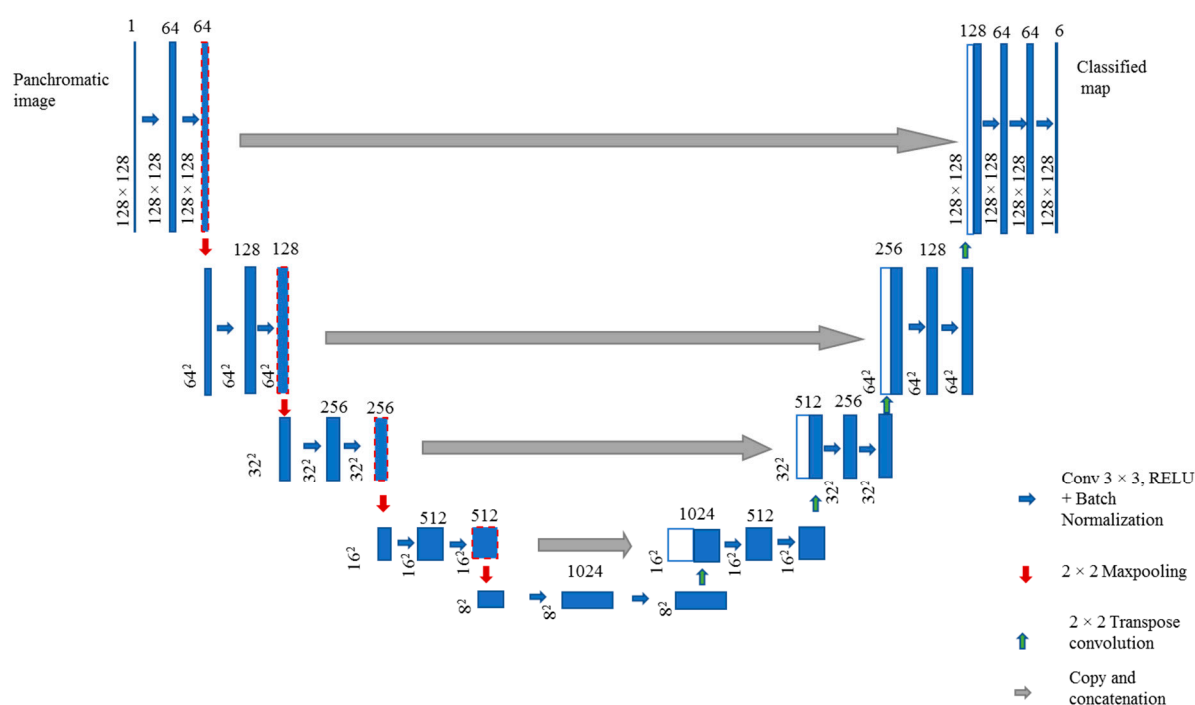 1 64 64
128 64 64 6
Panchromatic
image
Classified
map
128 × 128
128 × 128
128 × 128
128 × 128
128 × 128
128 × 128
128 × 128
128 128
256 128
64²
64²
64²
64²
64²
64²
256 256
512 256
32²
32²
32²
32²
32²
32²
512 512
1024 512
16²
16²
16²
16²
16²
16²
1024
8²
8²
8²
Conv 3 × 3, RELU
+ Batch
Normalization
2 × 2 Maxpooling
2 × 2 Transpose
convolution
Copy and
concatenation